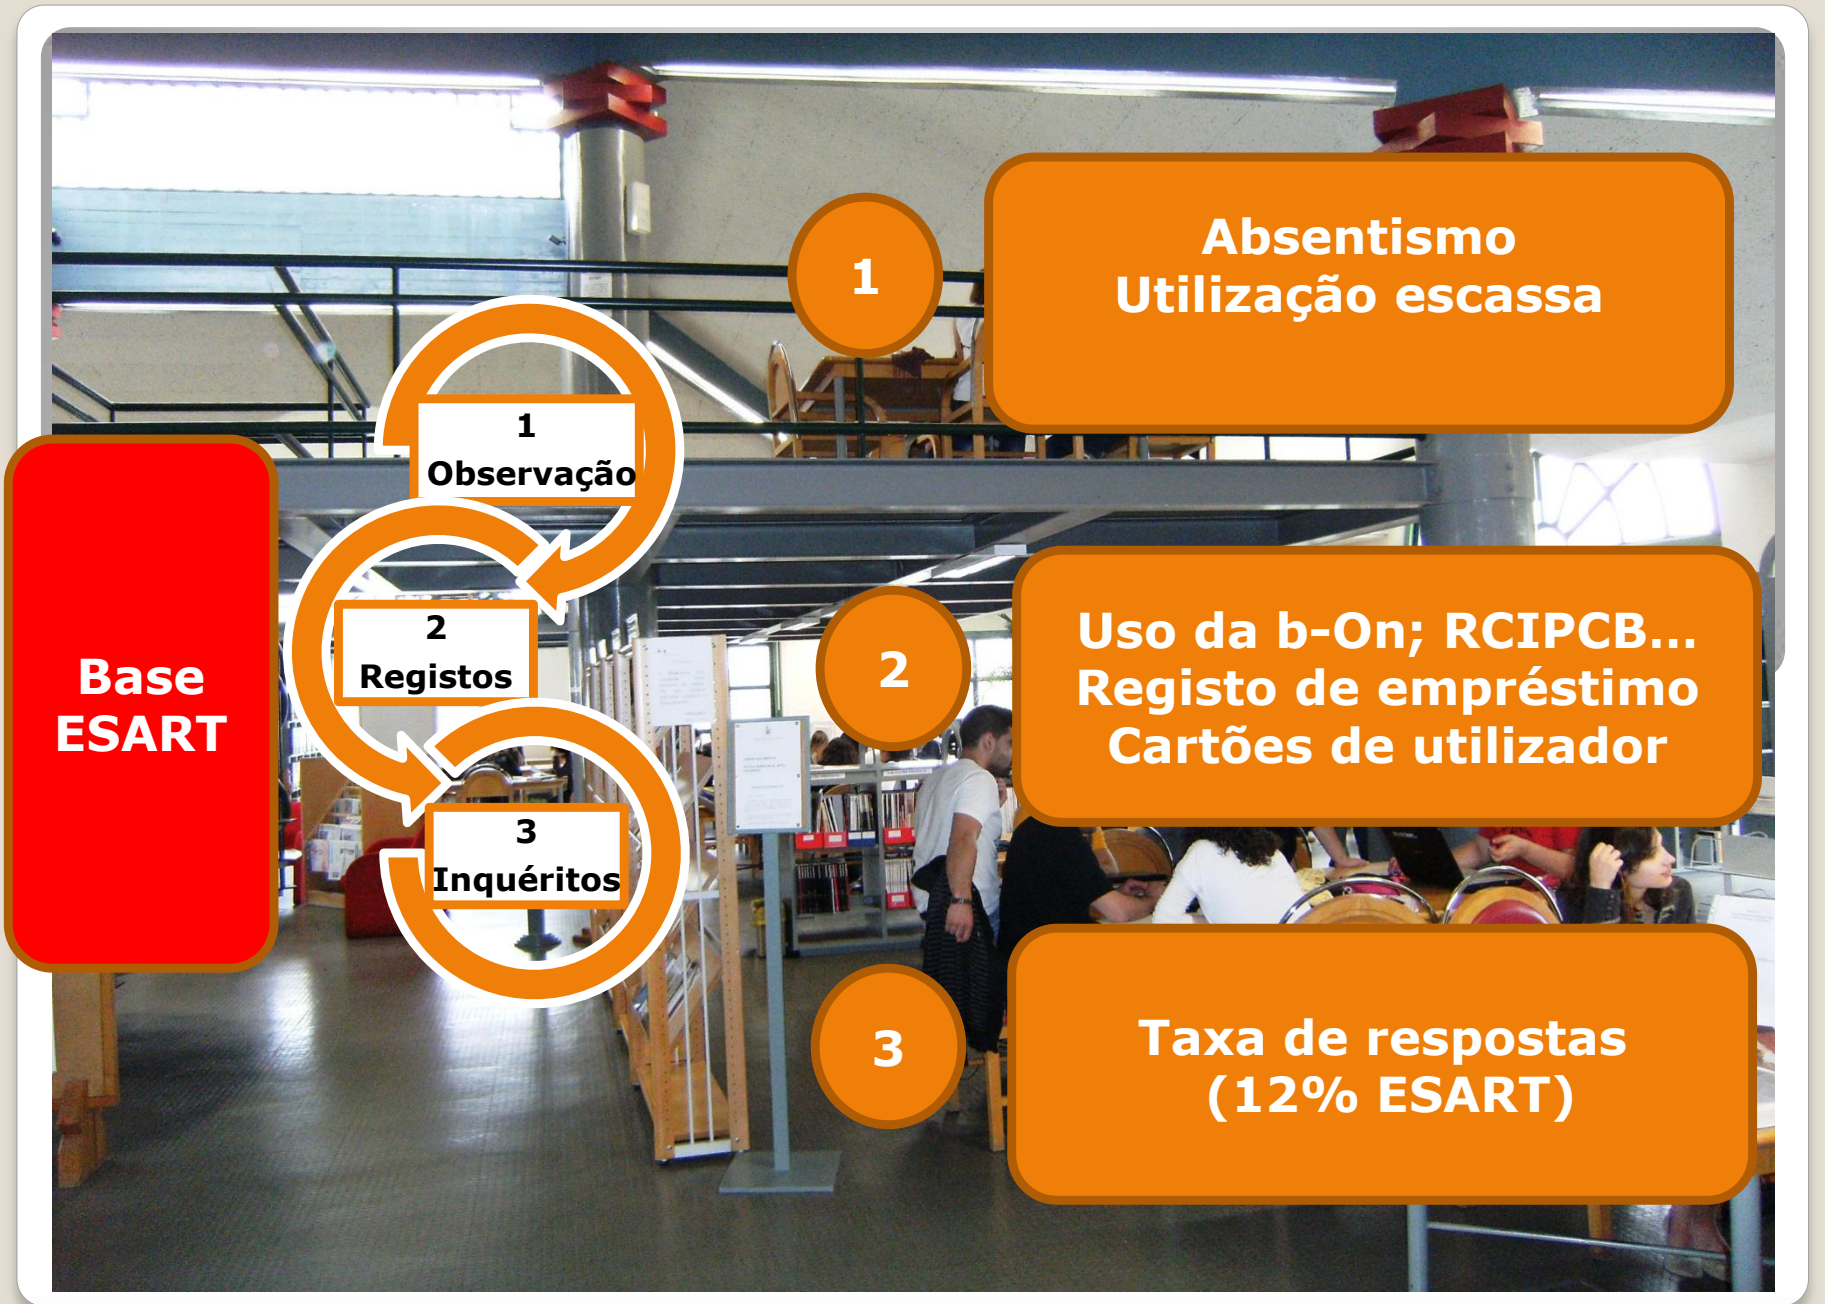 Base
ESART
1
Observação
2
Registos
3
Inquéritos
1
Absentismo
Utilização escassa
2
Uso da b-On; RCIPCB...
Registo de empréstimo
Cartões de utilizador
3
Taxa de respostas
(12% ESART)